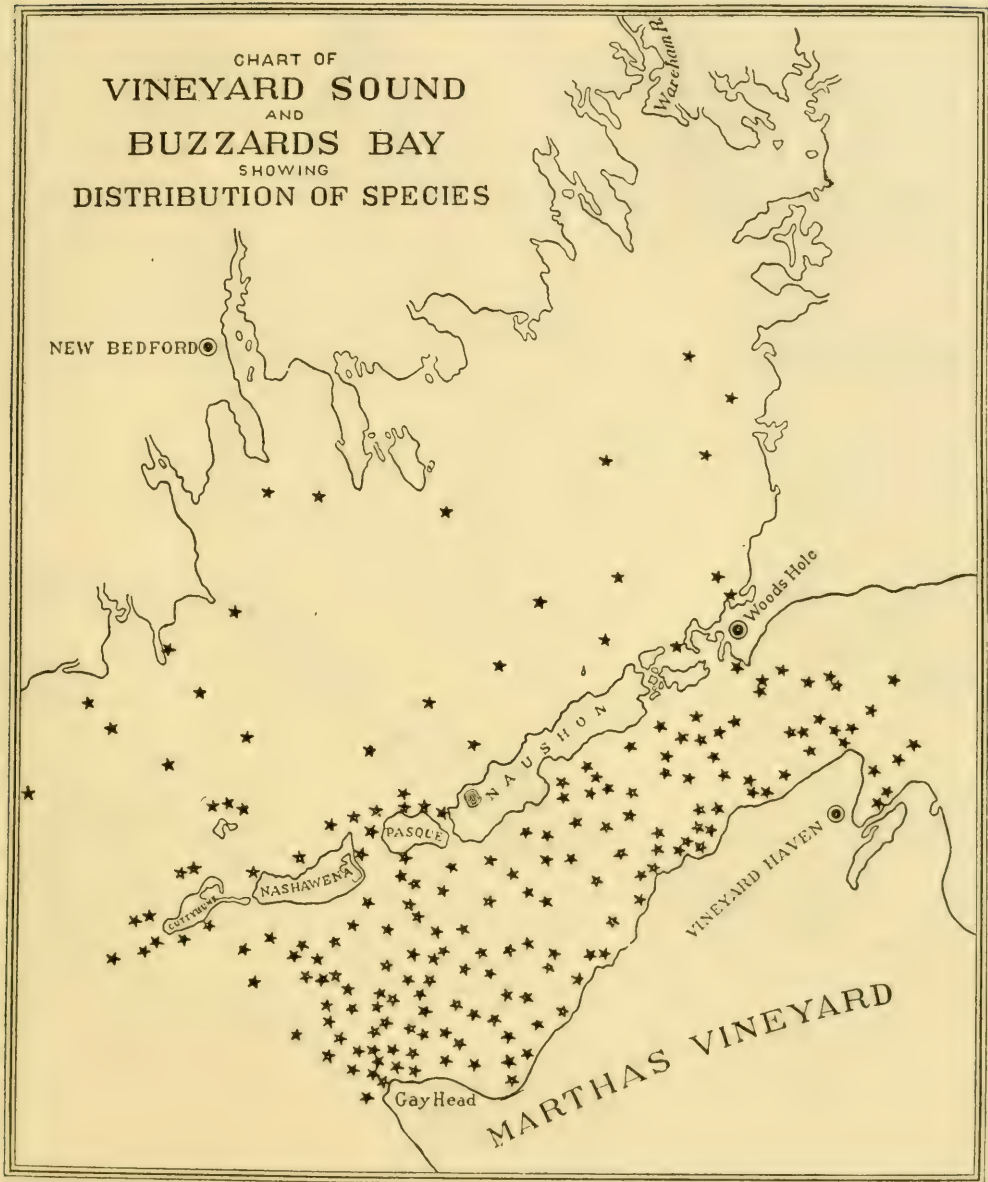 CHART OF
VINEYARD SOUND
AND
BUZZARDS BAY
SHOWING
DISTRIBUTION OF SPECIES
Wareham R
NEW BEDFORD
Woods Hole
NAUSHON
PASQUE
NASHAWENA
CUTTYHUNK
VINEYARD HAVEN
MARTHAS VINEYARD
Gay Head